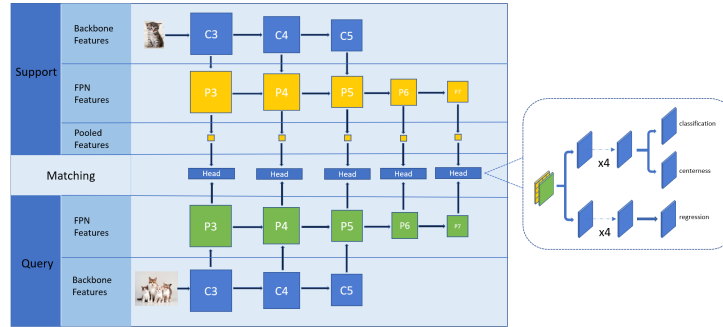 Support
Backbone
Features
C3 C4 C5
FPN
Features
P3 P4 P5 P6 P7
Pooled
Features
Matching
Head Head Head Head Head
Query
FPN
Features
P3 P4 P5 P6 P7
Backbone
Features
C3 C4 C5
classification
x4
centerness
x4
regression